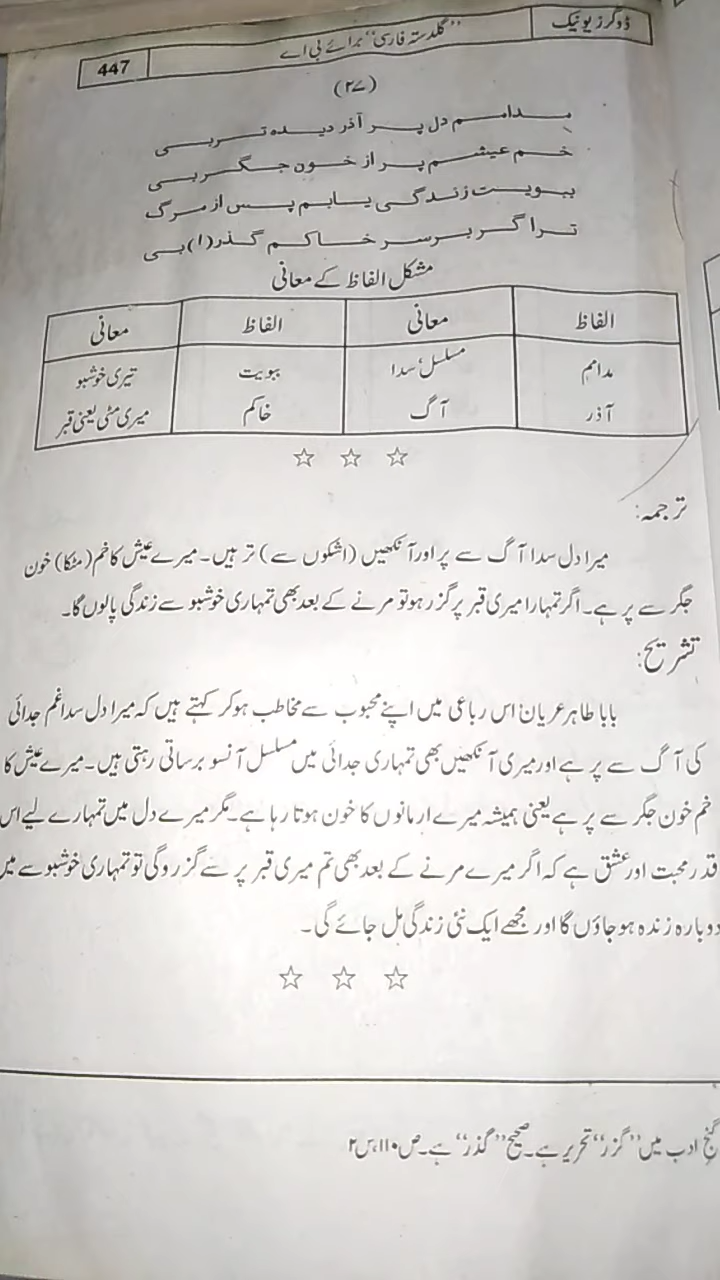 ڈوگرز یونیک "گلدستہ فارسی" برائے بی اے 447
(۲۷)
مدامم دل پر آذر دیده تر بی
خم عیشم پر از خون جگر بی
ببویت زندگی یابم پس از مرگ
ترا گر بر سر خاکم گذر(۱) بی
مشکل الفاظ کے معانی
الفاظ معانی الفاظ معانی
مدامم مسلسل، سدا ببویت تیری خوشبو
آذر آگ خاکم میری مٹی یعنی قبر
☆ ☆ ☆
ترجمہ:
میرا دل سدا آگ سے پر اور آنکھیں (اشکوں سے) تر ہیں۔ میرے عیش کا خم (مٹکا) خون
جگر سے پر ہے۔ اگر تمہارا میری قبر پر گزر ہو تو مرنے کے بعد بھی تمہاری خوشبو سے زندگی پالوں گا۔
تشریح:
بابا طاہر عریاںؒ اس رباعی میں اپنے محبوب سے مخاطب ہو کر کہتے ہیں کہ میرا دل سدا غم جدائی
کی آگ سے پر ہے اور میری آنکھیں بھی تمہاری جدائی میں مسلسل آنسو برساتی رہتی ہیں۔ میرے عیش کا
خم خون جگر سے پر ہے یعنی ہمیشہ میرے ارمانوں کا خون ہوتا رہا ہے۔ مگر میرے دل میں تمہارے لیے اس
قدر محبت اور عشق ہے کہ اگر میرے مرنے کے بعد بھی تم میری قبر پر سے گزرو گی تو تمہاری خوشبو سے میں
دوبارہ زندہ ہو جاؤں گا اور مجھے ایک نئی زندگی مل جائے گی۔
☆ ☆ ☆
گنج ادب میں "گزر" تحریر ہے۔ صحیح "گذر" ہے۔ ص ۱۱۰، س ۲